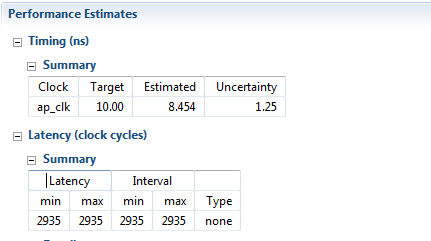 Performance Estimates
Timing (ns)
Summary
Clock Target Estimated Uncertainty
ap_clk 10.00 8.454 1.25
Latency (clock cycles)
Summary
Latency Interval
min max min max Type
2935 2935 2935 2935 none